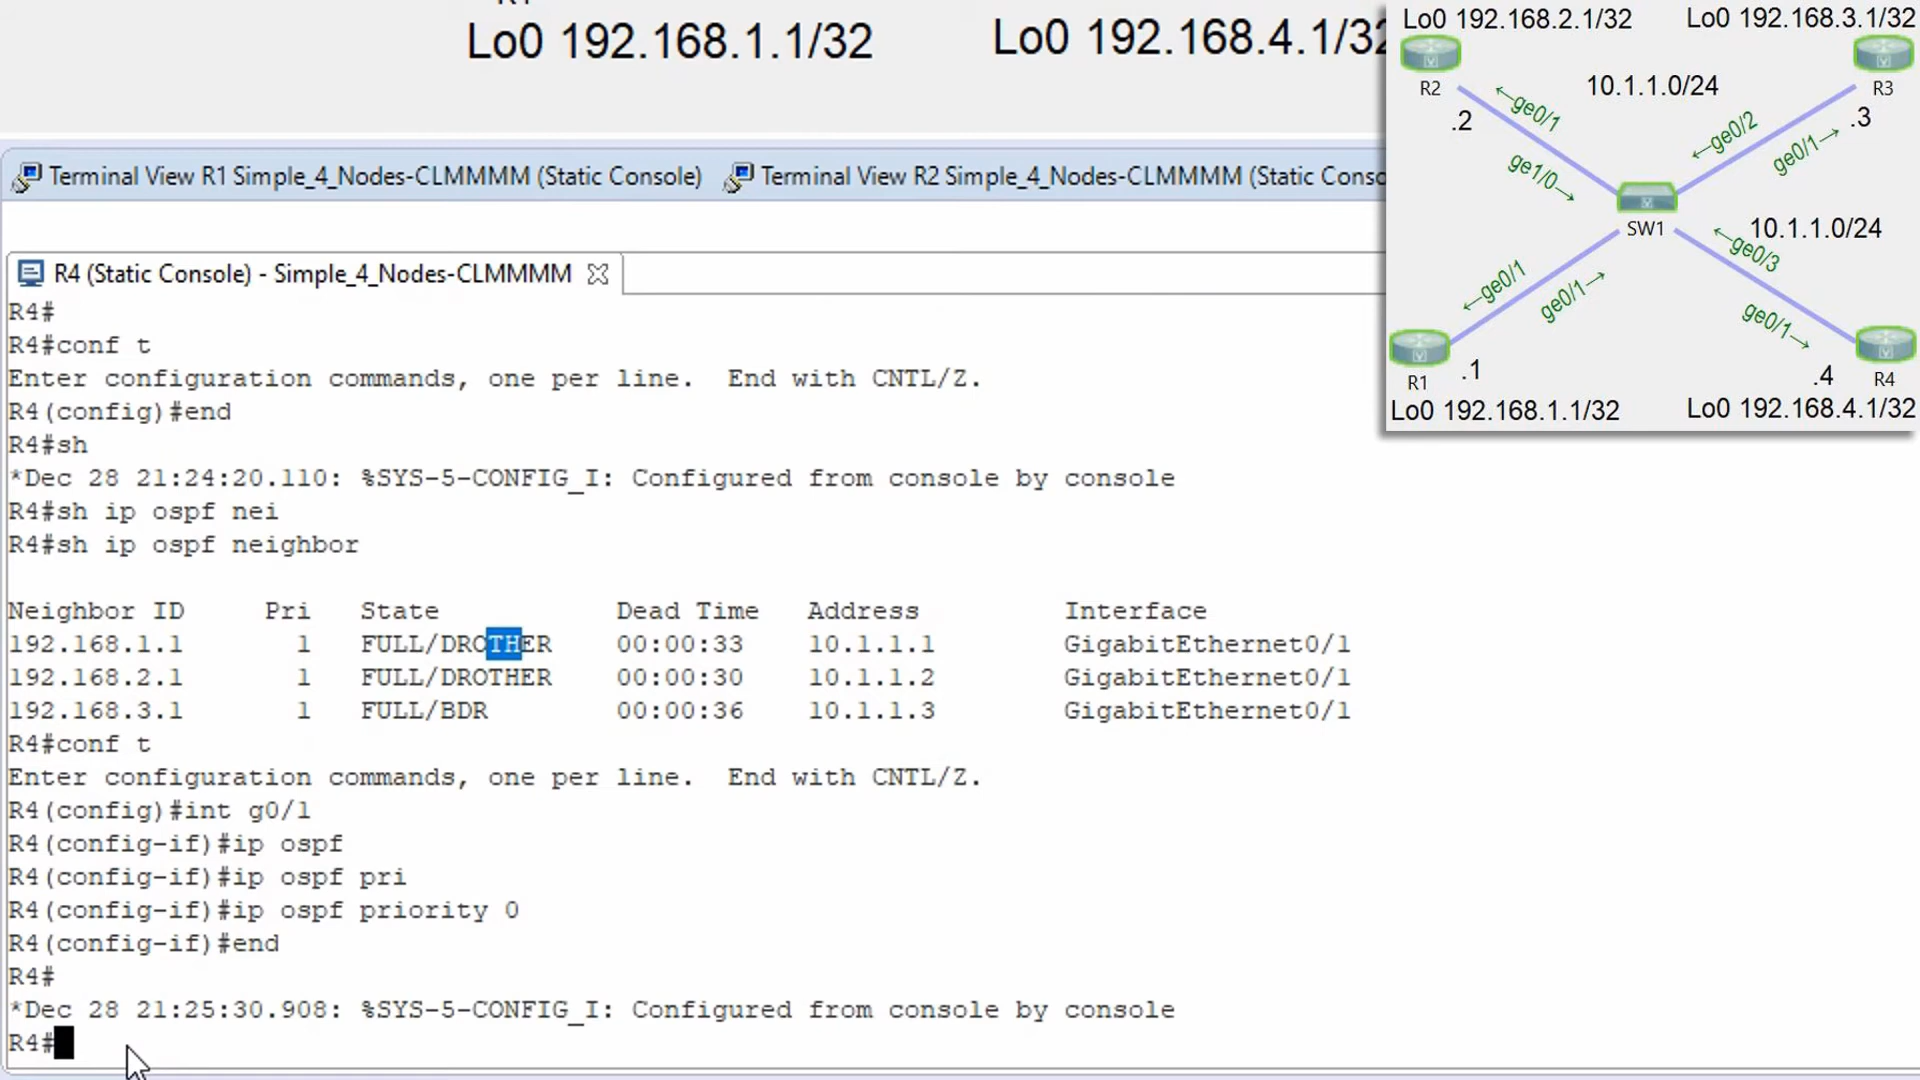 Lo0 192.168.1.1/32
Lo0 192.168.4.1/32
Lo0 192.168.2.1/32
Lo0 192.168.3.1/32
R2
10.1.1.0/24
R3
.2
←ge0/1
←ge0/2
.3
ge1/0→
ge0/1→
SW1
10.1.1.0/24
←ge0/3
←ge0/1
ge0/1→
ge0/1→
R1
.1
.4
R4
Lo0 192.168.1.1/32
Lo0 192.168.4.1/32
Terminal View R1 Simple_4_Nodes-CLMMMM (Static Console)
Terminal View R2 Simple_4_Nodes-CLMMMM (Static Conso
R4 (Static Console) - Simple_4_Nodes-CLMMMM
R4#
R4#conf t
Enter configuration commands, one per line.  End with CNTL/Z.
R4(config)#end
R4#sh
*Dec 28 21:24:20.110: %SYS-5-CONFIG_I: Configured from console by console
R4#sh ip ospf nei
R4#sh ip ospf neighbor
Neighbor ID     Pri   State           Dead Time   Address         Interface
192.168.1.1       1   FULL/DROTHER    00:00:33    10.1.1.1        GigabitEthernet0/1
192.168.2.1       1   FULL/DROTHER    00:00:30    10.1.1.2        GigabitEthernet0/1
192.168.3.1       1   FULL/BDR        00:00:36    10.1.1.3        GigabitEthernet0/1
R4#conf t
Enter configuration commands, one per line.  End with CNTL/Z.
R4(config)#int g0/1
R4(config-if)#ip ospf
R4(config-if)#ip ospf pri
R4(config-if)#ip ospf priority 0
R4(config-if)#end
R4#
*Dec 28 21:25:30.908: %SYS-5-CONFIG_I: Configured from console by console
R4#